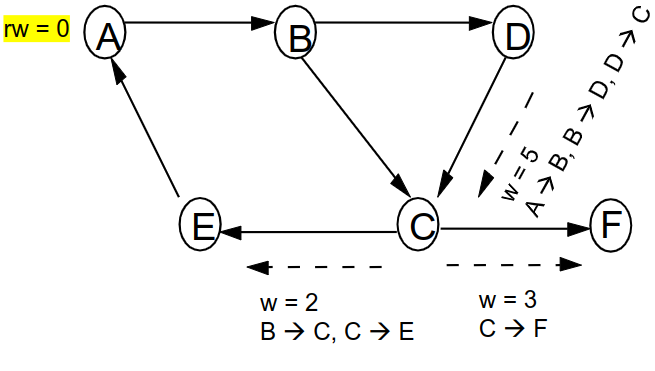 rw = 0
A
B
D
w = 5
A → B, B → D, D → C
E
C
F
w = 2
B → C, C → E
w = 3
C → F